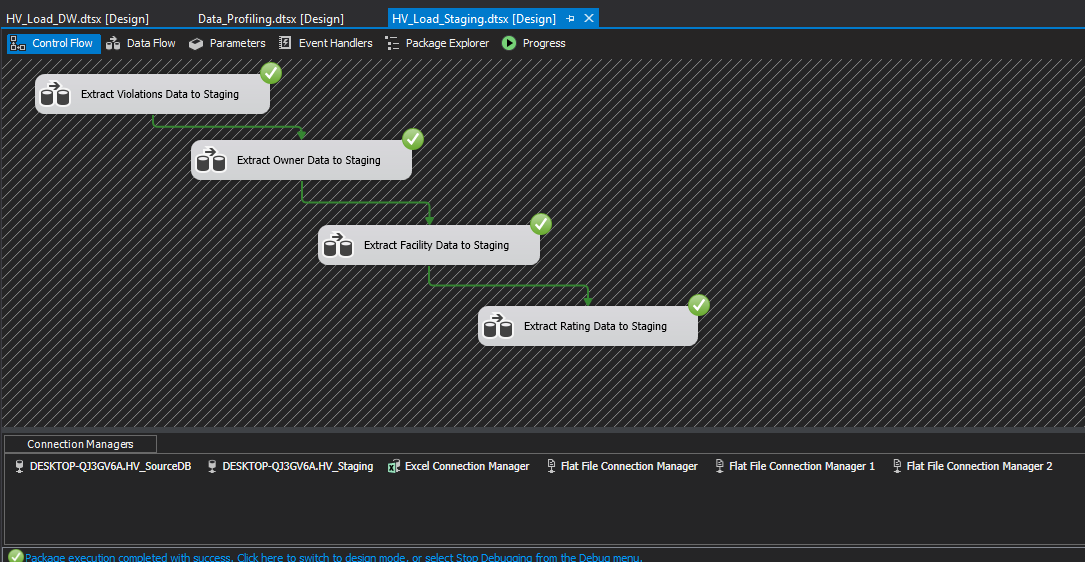 HV_Load_DW.dtsx [Design] Data_Profiling.dtsx [Design] HV_Load_Staging.dtsx [Design]
Control Flow Data Flow Parameters Event Handlers Package Explorer Progress
Extract Violations Data to Staging
Extract Owner Data to Staging
Extract Facility Data to Staging
Extract Rating Data to Staging
Connection Managers
DESKTOP-QJ3GV6A.HV_SourceDB DESKTOP-QJ3GV6A.HV_Staging Excel Connection Manager Flat File Connection Manager Flat File Connection Manager 1 Flat File Connection Manager 2
Package execution completed with success. Click here to switch to design mode, or select Stop Debugging from the Debug menu.